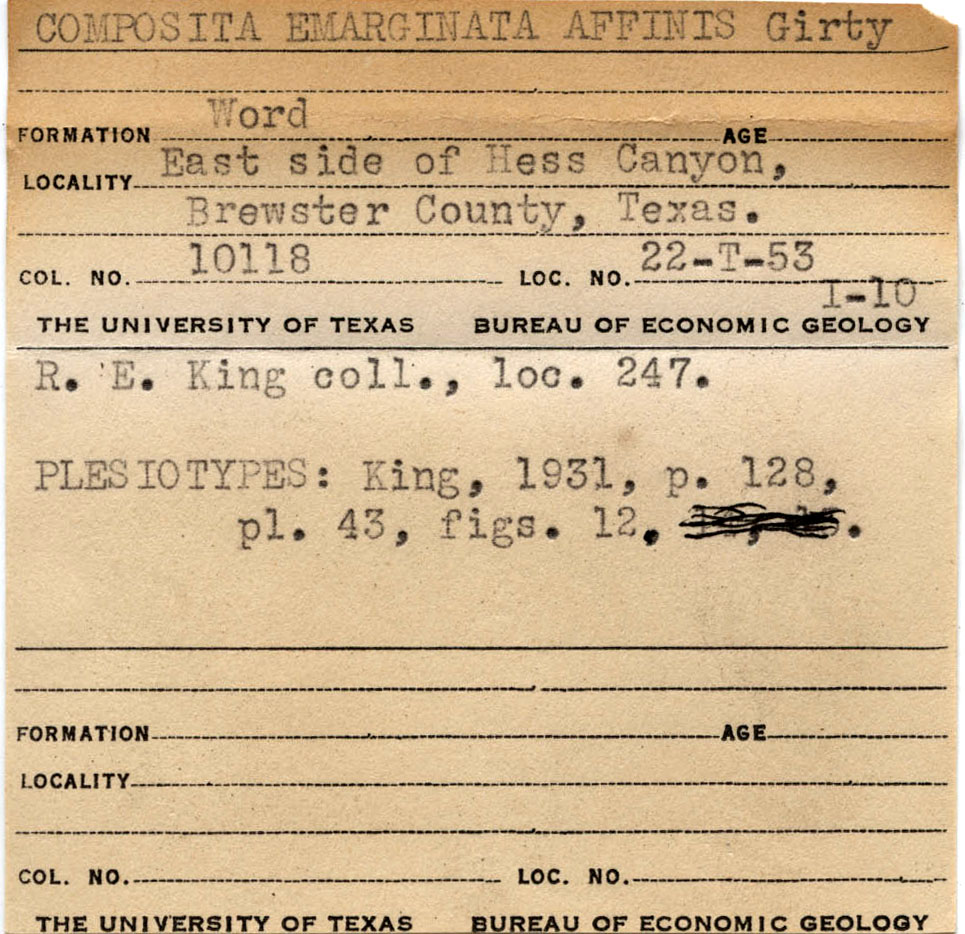 COMPOSITA EMARGINATA AFFINIS Girty
FORMATION Word AGE
LOCALITY East side of Hess Canyon,
Brewster County, Texas.
COL. NO. 10118 LOC. NO. 22-T-53
I-10
THE UNIVERSITY OF TEXAS BUREAU OF ECONOMIC GEOLOGY
R. E. King coll., loc. 247.
PLESIOTYPES: King, 1931, p. 128,
pl. 43, figs. 12, .
FORMATION AGE
LOCALITY
COL. NO. LOC. NO.
THE UNIVERSITY OF TEXAS BUREAU OF ECONOMIC GEOLOGY